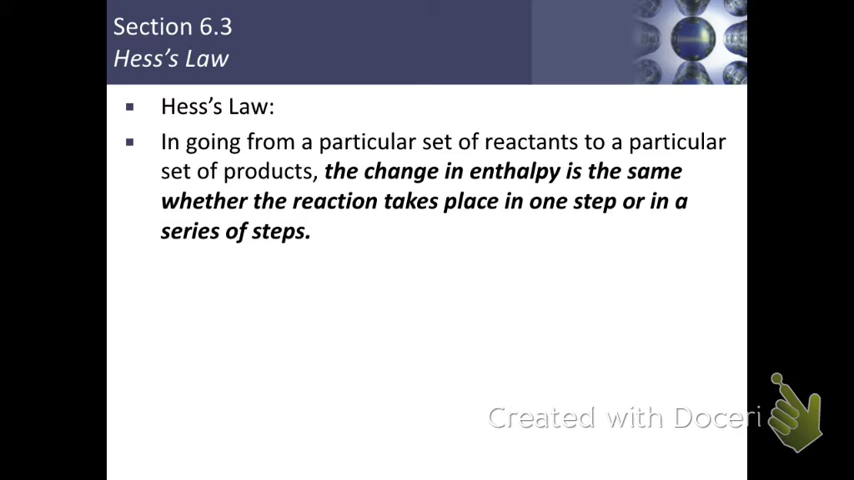 Section 6.3
Hess’s Law
▪ Hess’s Law:
▪ In going from a particular set of reactants to a particular
set of products, the change in enthalpy is the same
whether the reaction takes place in one step or in a
series of steps.
Created with Doceri